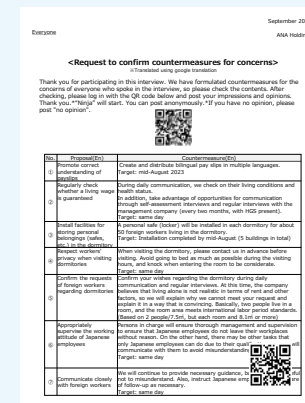 September 20
Everyone
ANA Holdin
<Request to confirm countermeasures for concerns>
※Translated using google translation
Thank you for participating in this interview. We have formulated countermeasures for the
concerns of everyone who spoke in the interview, so please check the contents. After
checking, please log in with the QR code below and post your impressions and opinions.
Thank you.*"Ninja" will start. You can post anonymously.*If you have no opinion, please
post "no opinion".
No. Proposal(En) Countermeasure(En)
① Promote correct understanding of payslips
Create and distribute bilingual pay slips in multiple languages.
Target: mid-August 2023
② Regularly check whether a living wage is guaranteed
During daily communication, we check on their living conditions and
health status.
In addition, take advantage of opportunities for communication
through self-assessment interviews and regular interviews with the
management company (every two months, with HGS present).
Target: same day
③ Install facilities for storing personal belongings (safes, etc.) in the dormitory
A personal safe (locker) will be installed in each dormitory for about
50 foreign workers living in the dormitory.
Target: Installation completed by mid-August (5 buildings in total)
④ Respect workers' privacy when visiting dormitories
When visiting the dormitory, please contact us in advance before
visiting. Avoid going to bed as much as possible during the visiting
hours, and knock when entering the room to be considerate.
Target: same day
⑤ Confirm the requests of foreign workers regarding dormitories
Confirm your wishes regarding the dormitory during daily
communication and regular interviews. At this time, the company
believes that living alone is not realistic in terms of rent and other
factors, so we will explain why we cannot meet your request and
explain it in a way that is convincing. Basically, two people live in a
room, and the room area meets international labor period standards.
(Based on 2 people/7.5㎡, but each room and 8.1㎡ or more)
⑥ Appropriately supervise the working attitude of Japanese employees
Persons in charge will ensure thorough management and supervision
to ensure that Japanese employees do not leave their workplaces
without reason. On the other hand, there may be other tasks that
only Japanese employees can do due to their will
communicate with them to avoid misunderstandin
Target: same day
⑦ Communicate closely with foreign workers
We will continue to provide necessary guidance, b ful
not to misunderstand. Also, instruct Japanese emp
of follow-up as necessary.
Target: same day